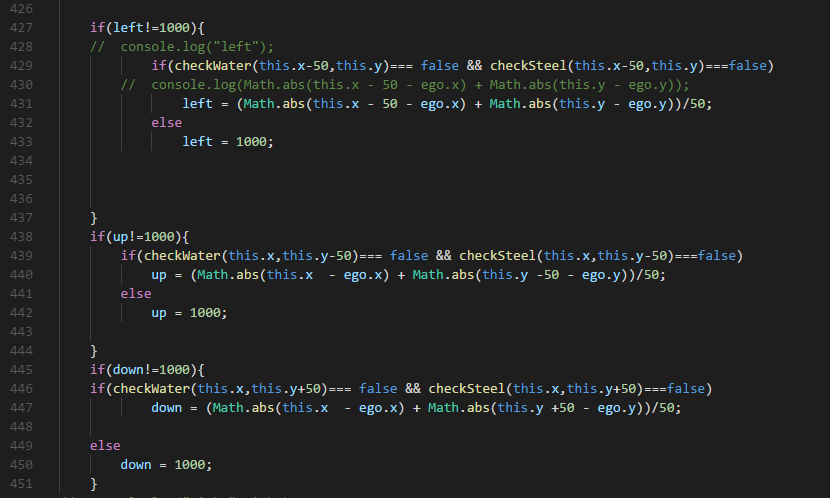 426
427 if(left!=1000){
428 // console.log("left");
429 if(checkWater(this.x-50,this.y)=== false && checkSteel(this.x-50,this.y)===false)
430 // console.log(Math.abs(this.x - 50 - ego.x) + Math.abs(this.y - ego.y));
431 left = (Math.abs(this.x - 50 - ego.x) + Math.abs(this.y - ego.y))/50;
432 else
433 left = 1000;
434
435
436
437 }
438 if(up!=1000){
439 if(checkWater(this.x,this.y-50)=== false && checkSteel(this.x,this.y-50)===false)
440 up = (Math.abs(this.x  - ego.x) + Math.abs(this.y -50 - ego.y))/50;
441 else
442 up = 1000;
443
444 }
445 if(down!=1000){
446 if(checkWater(this.x,this.y+50)=== false && checkSteel(this.x,this.y+50)===false)
447 down = (Math.abs(this.x  - ego.x) + Math.abs(this.y +50 - ego.y))/50;
448
449 else
450 down = 1000;
451 }